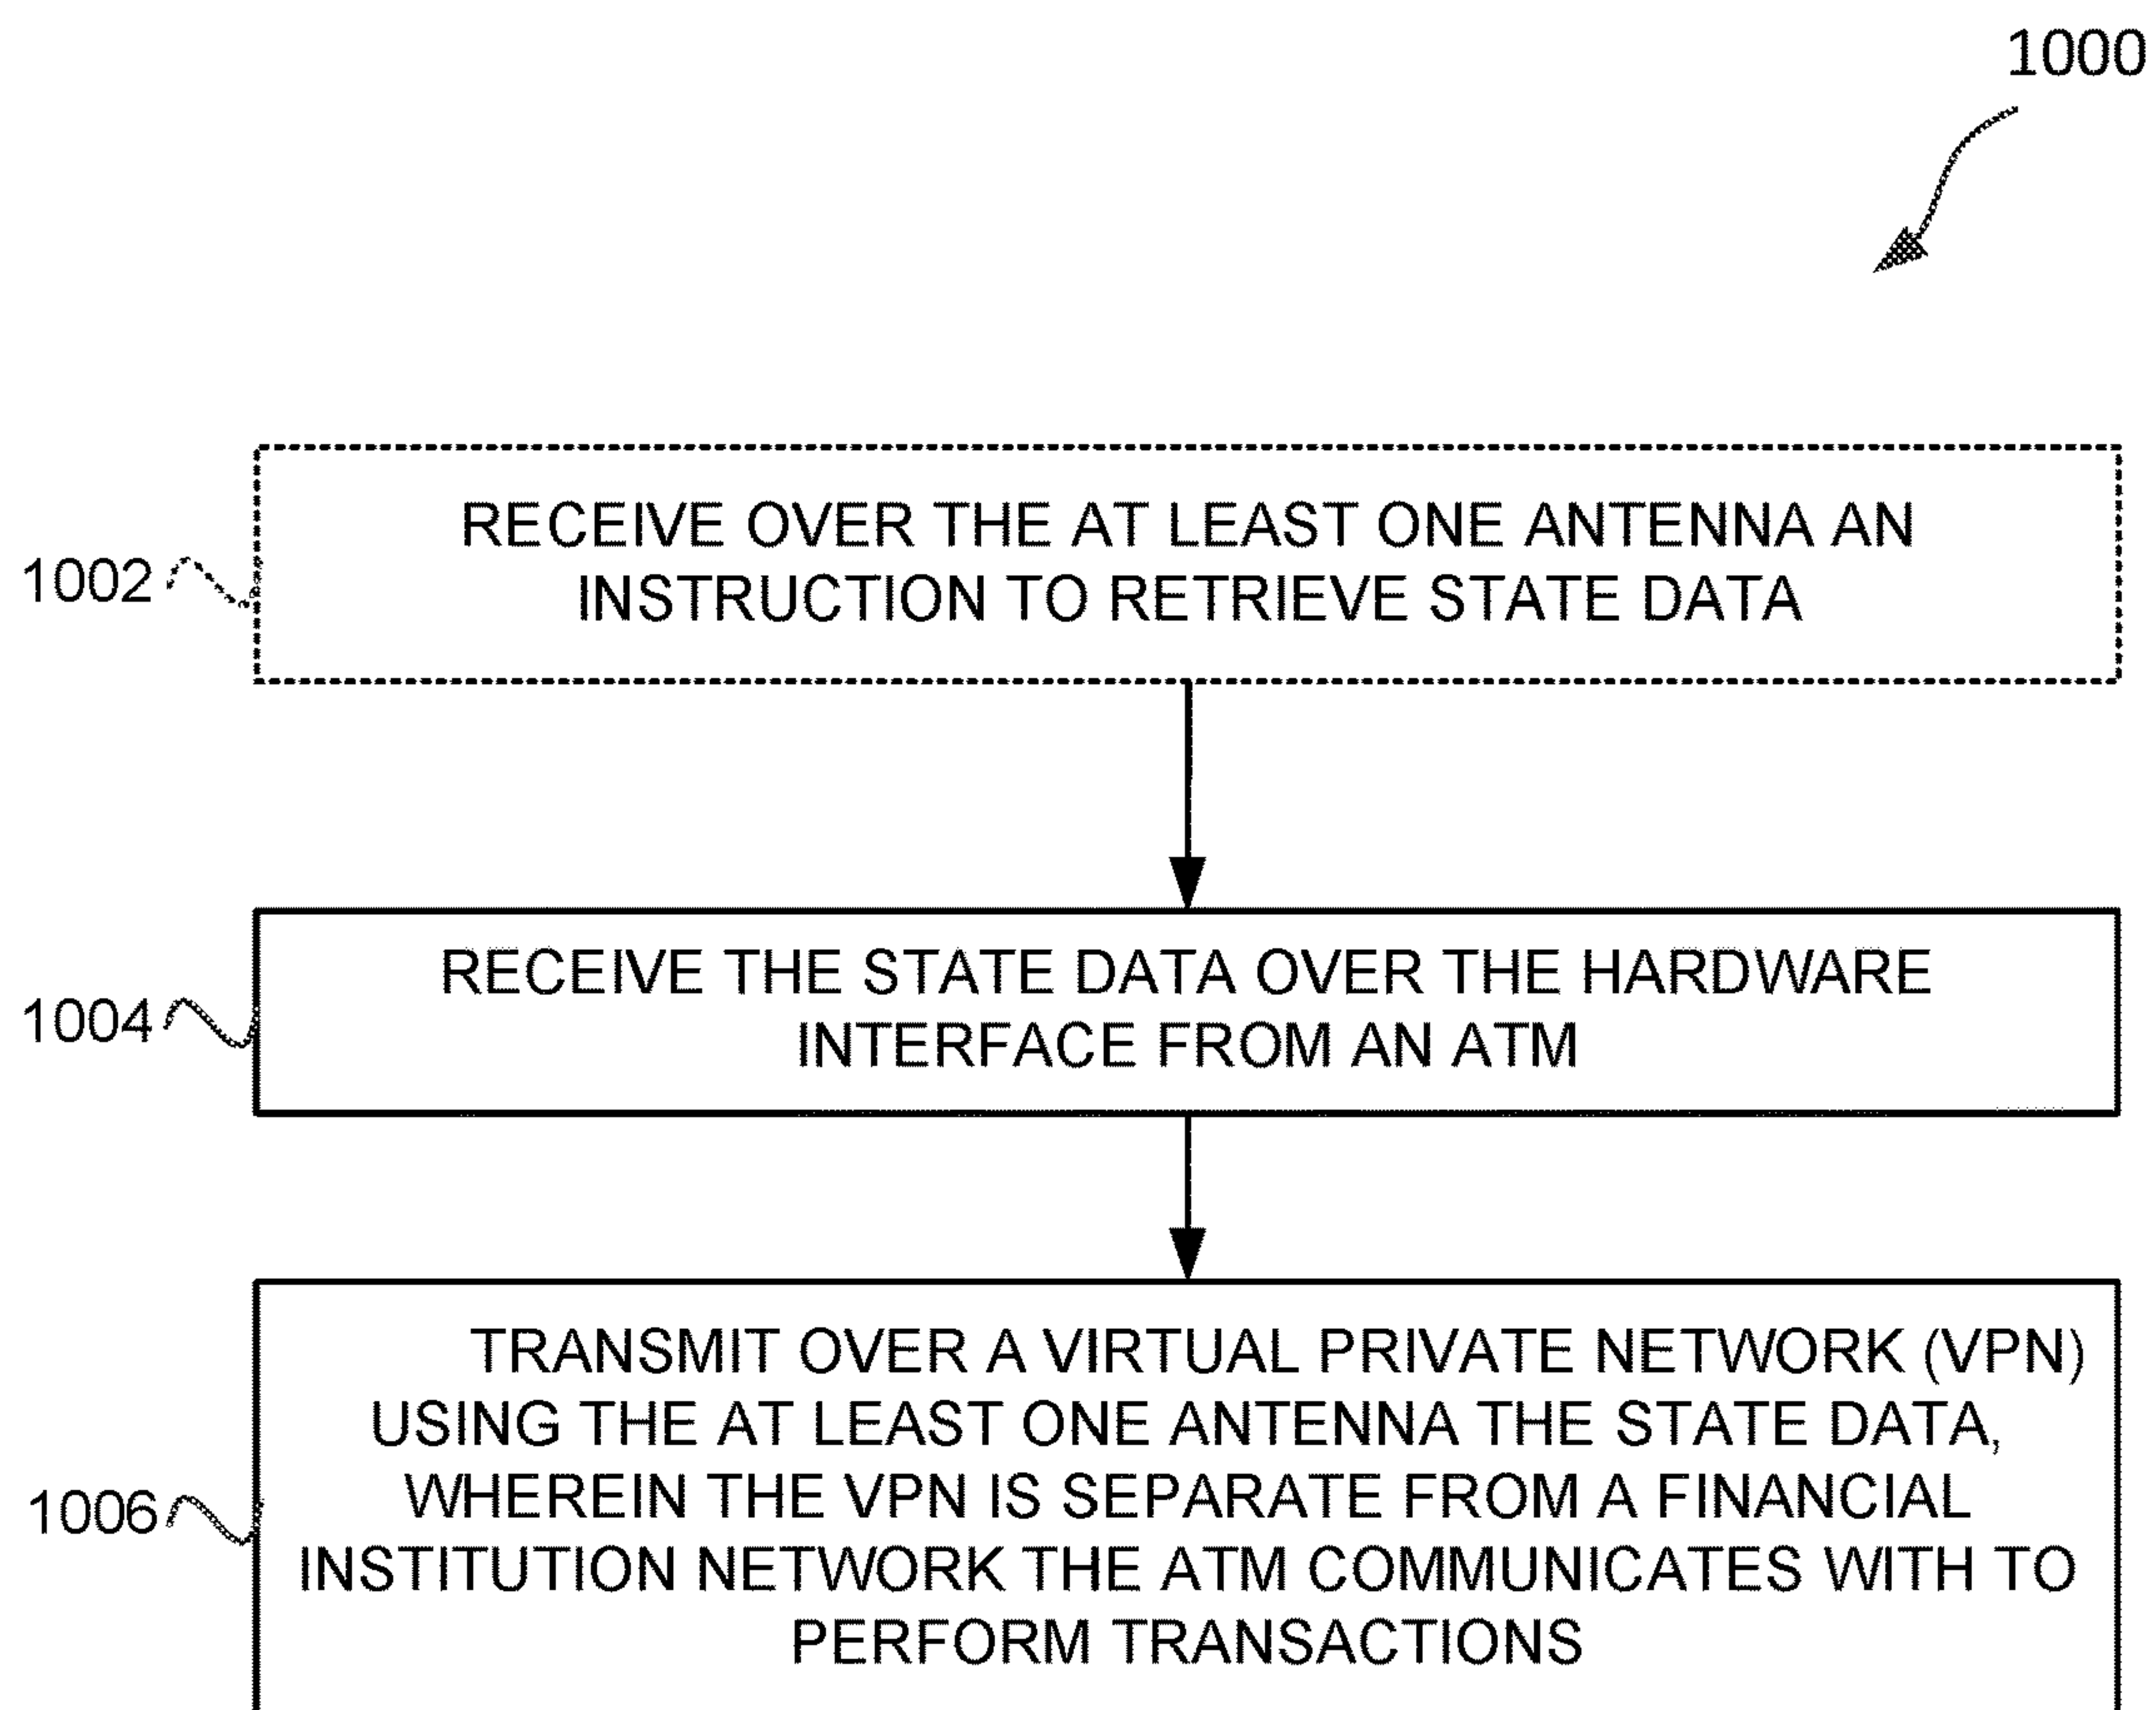 1000
RECEIVE OVER THE AT LEAST ONE ANTENNA AN
INSTRUCTION TO RETRIEVE STATE DATA
1002
RECEIVE THE STATE DATA OVER THE HARDWARE
INTERFACE FROM AN ATM
1004
TRANSMIT OVER A VIRTUAL PRIVATE NETWORK (VPN)
USING THE AT LEAST ONE ANTENNA THE STATE DATA,
WHEREIN THE VPN IS SEPARATE FROM A FINANCIAL
INSTITUTION NETWORK THE ATM COMMUNICATES WITH TO
PERFORM TRANSACTIONS
1006